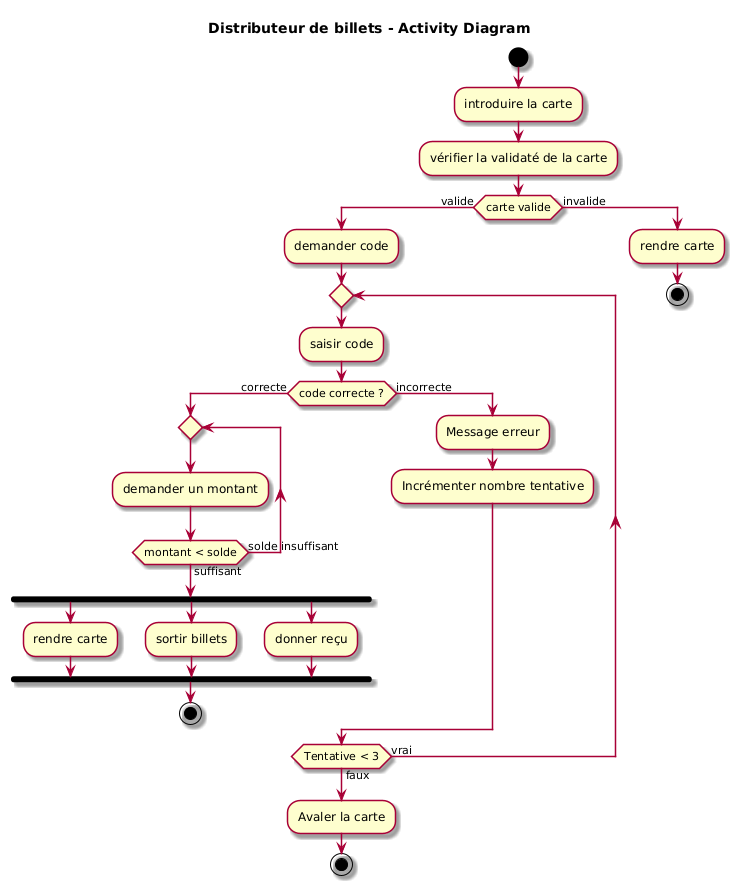 Distributeur de billets - Activity Diagram
introduire la carte
vérifier la validaté de la carte
valide
carte valide
invalide
demander code
rendre carte
saisir code
correcte
code correcte ?
incorrecte
Message erreur
demander un montant
Incrémenter nombre tentative
montant < solde
solde insuffisant
suffisant
rendre carte
sortir billets
donner reçu
Tentative < 3
vrai
faux
Avaler la carte